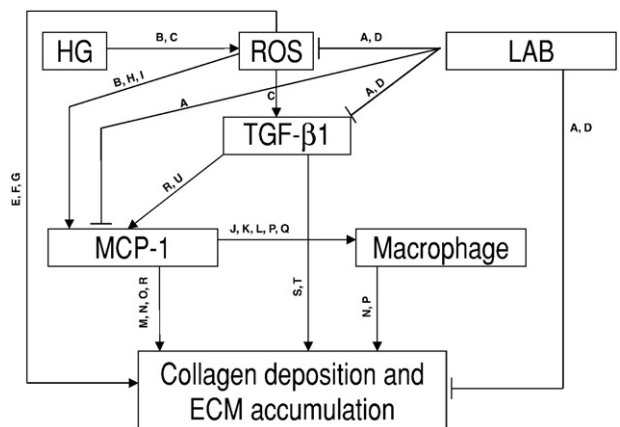 HG
B, C
ROS
A, D
LAB
B, H, I
A
C
A, D
A, D
TGF-β1
E, F, G
R, U
MCP-1
J, K, L, P, Q
Macrophage
M, N, O, R
S, T
N, P
Collagen deposition and
ECM accumulation